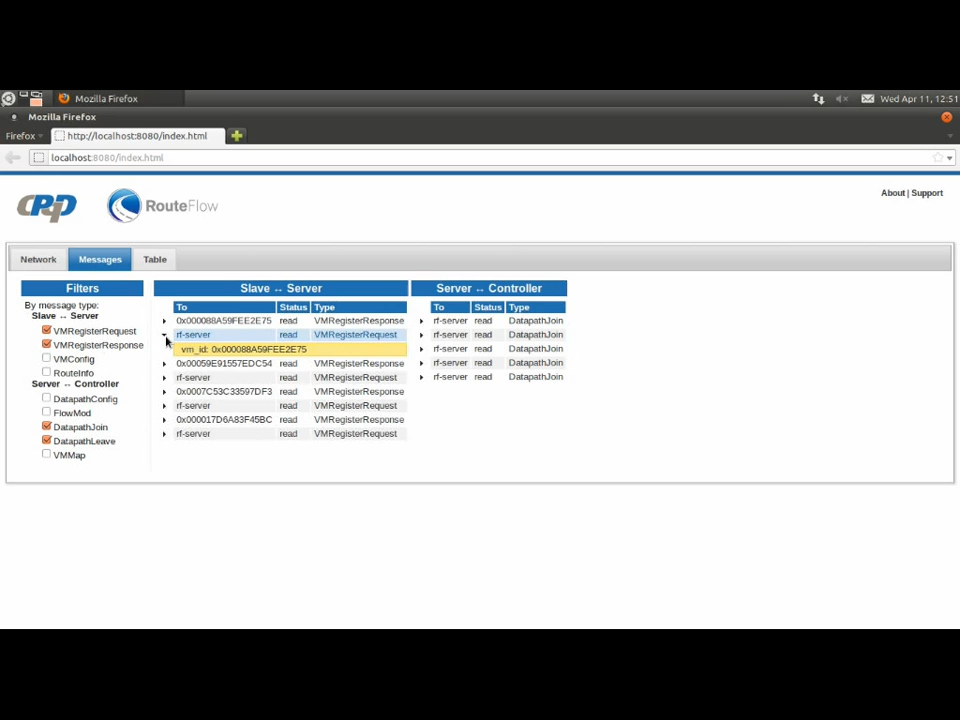 Mozilla Firefox
Wed Apr 11, 12:51
Mozilla Firefox
Firefox
http://localhost:8080/index.html
localhost:8080/index.html
CPqD
RouteFlow
About | Support
Network Messages Table
Filters
By message type:
Slave ↔ Server
VMRegisterRequest
VMRegisterResponse
VMConfig
RouteInfo
Server ↔ Controller
DatapathConfig
FlowMod
DatapathJoin
DatapathLeave
VMMap
Slave ↔ Server
To Status Type
0x000088A59FEE2E75 read VMRegisterResponse
rf-server read VMRegisterRequest
vm_id: 0x000088A59FEE2E75
0x00059E91557EDC54 read VMRegisterResponse
rf-server read VMRegisterRequest
0x0007C53C33597DF3 read VMRegisterResponse
rf-server read VMRegisterRequest
0x000017D6A83F45BC read VMRegisterResponse
rf-server read VMRegisterRequest
Server ↔ Controller
To Status Type
rf-server read DatapathJoin
rf-server read DatapathJoin
rf-server read DatapathJoin
rf-server read DatapathJoin
rf-server read DatapathJoin